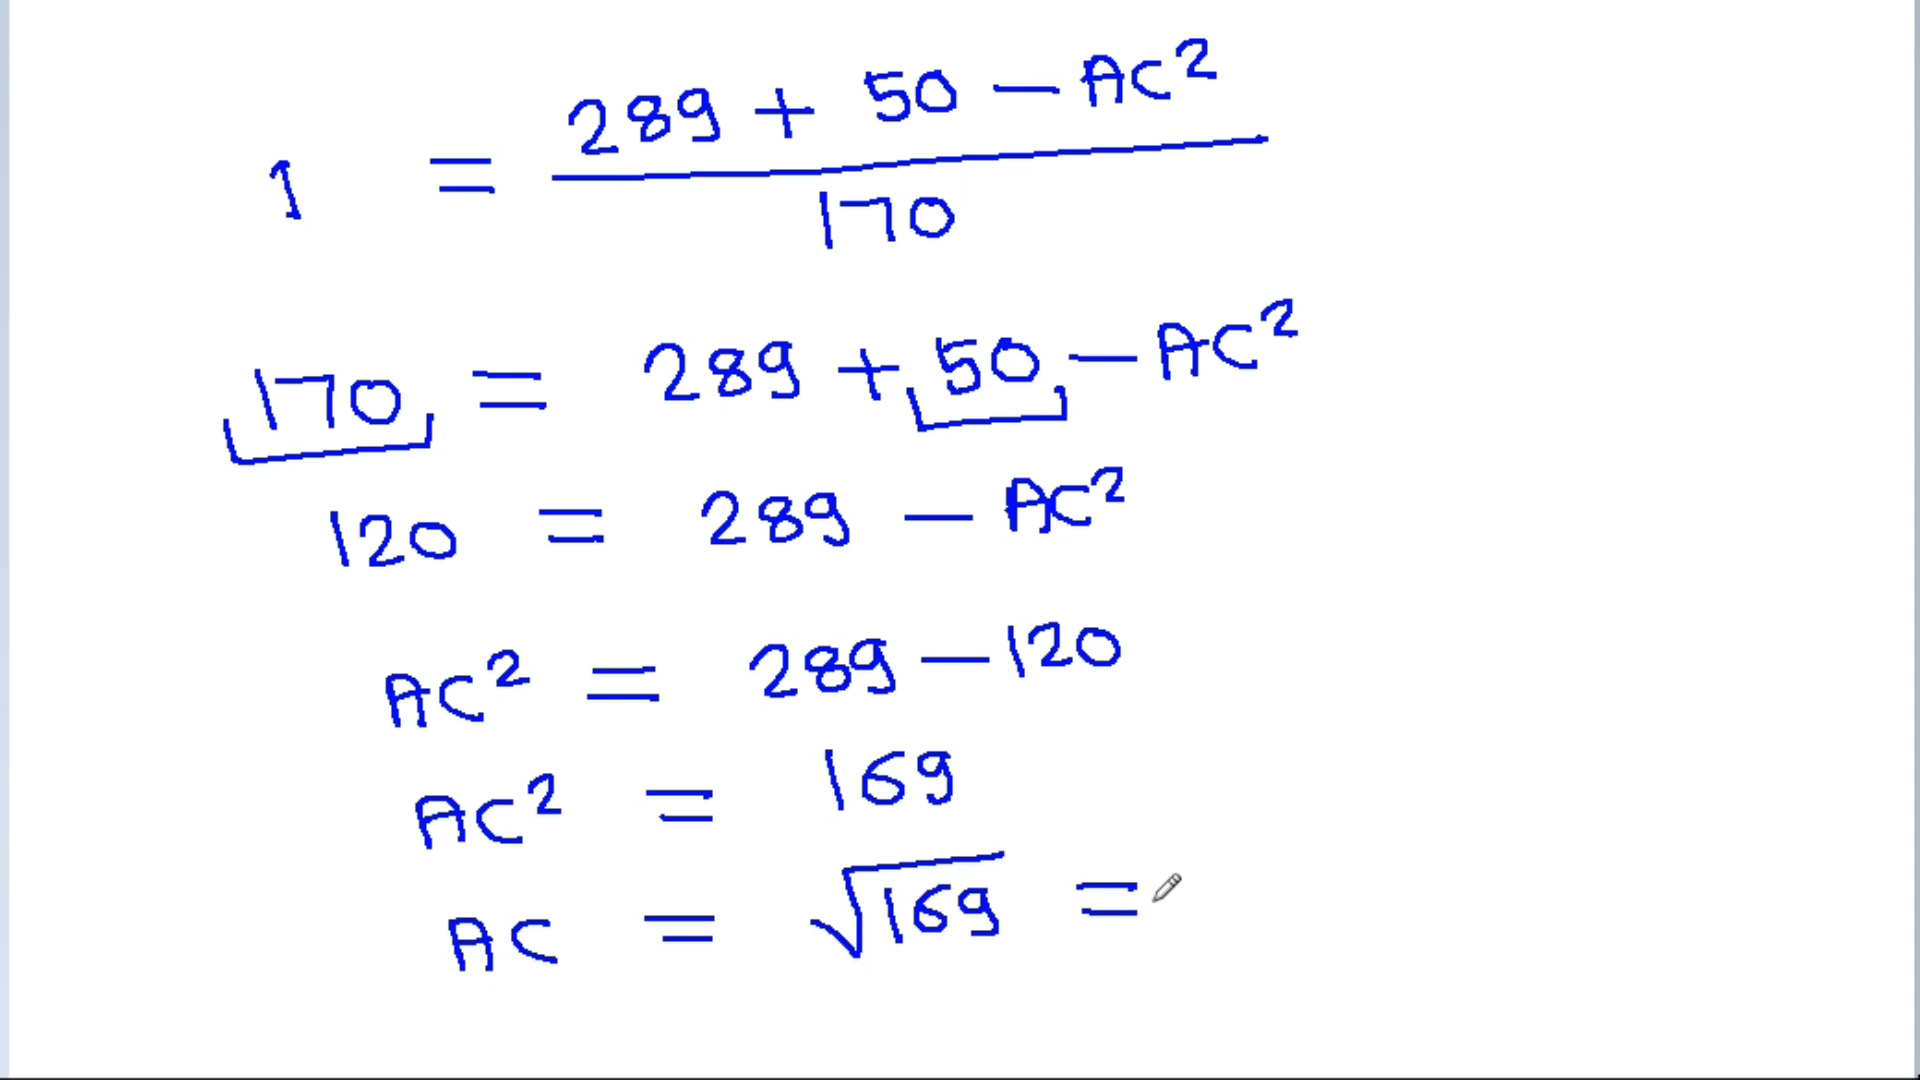 1 = 289 + 50 - AC²
170
170 = 289 + 50 - AC²
120 = 289 - AC²
AC² = 289 - 120
AC² = 169
AC = √169 =